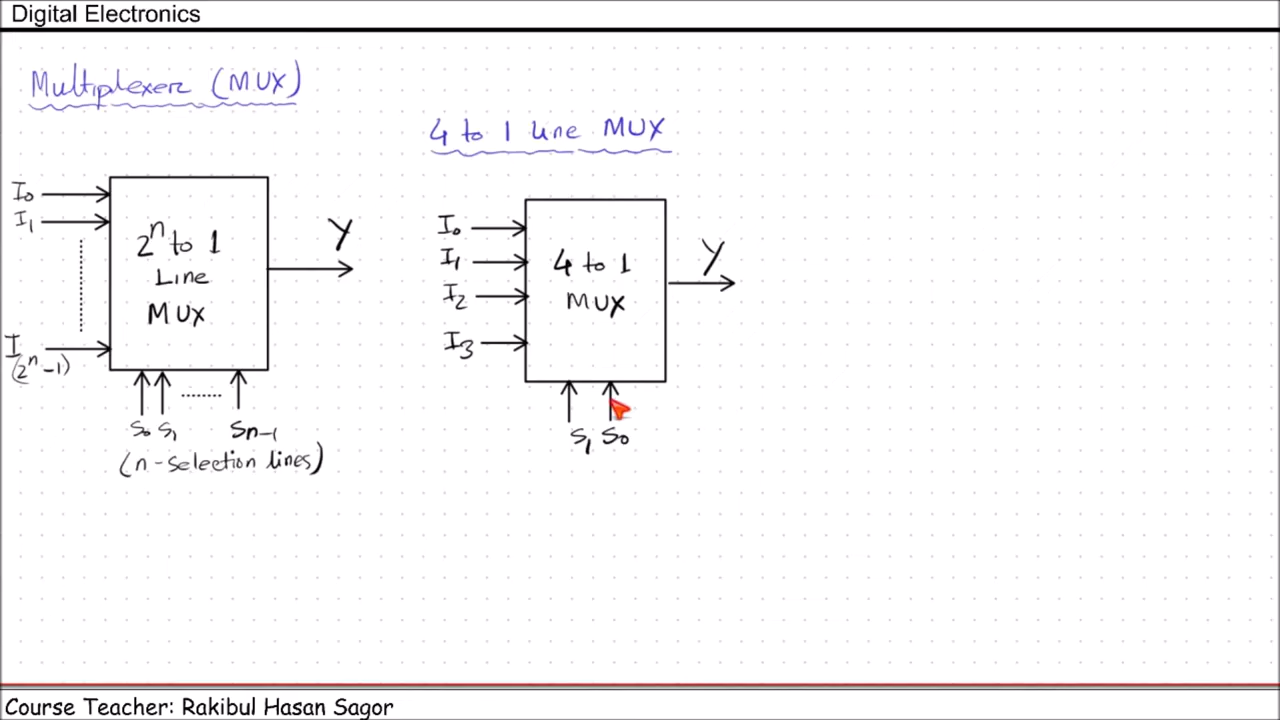 Digital Electronics
Multiplexer (MUX)
4 to 1 Line MUX
I₀
I₁
I(2ⁿ-1)
2ⁿ to 1
Line
MUX
Y
S₀ S₁ ........ Sn-1
(n-selection lines)
I₀
I₁
I₂
I₃
4 to 1
MUX
Y
S₁ S₀
Course Teacher: Rakibul Hasan Sagor